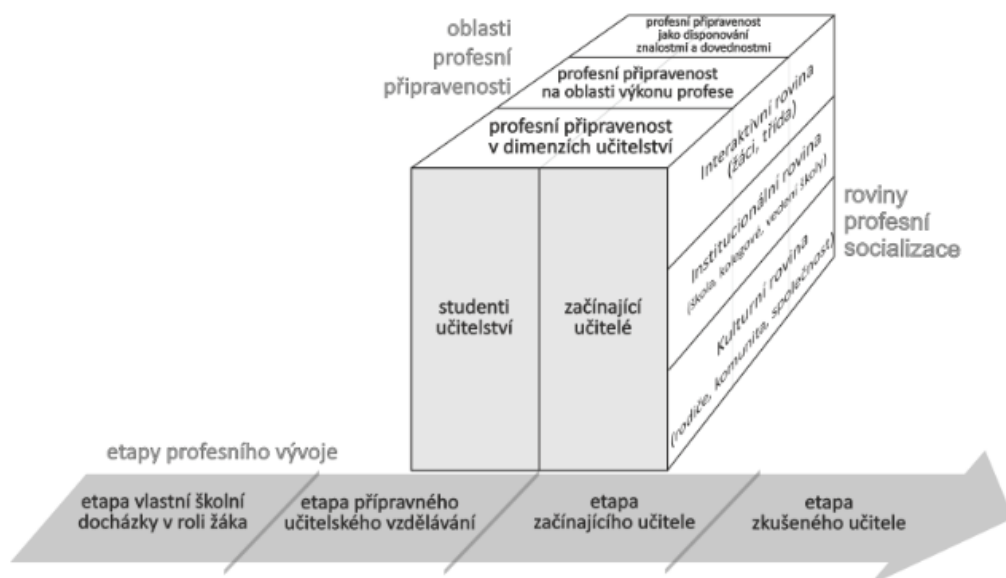 oblasti
profesní
připravenosti
profesní připravenost
jako disponování
znalostmi a dovednostmi
profesní připravenost
na oblasti výkonu profese
profesní připravenost
v dimenzích učitelství
Interaktivní rovina
(žáci, třída)
Institucionální rovina
(škola, kolegové, vedení školy)
Kulturní rovina
(rodiče, komunita, společnost)
roviny
profesní
socializace
studenti
učitelství
začínající
učitelé
etapy profesního vývoje
etapa vlastní školní
docházky v roli žáka
etapa přípravného
učitelského vzdělávání
etapa
začínajícího učitele
etapa
zkušeného učitele